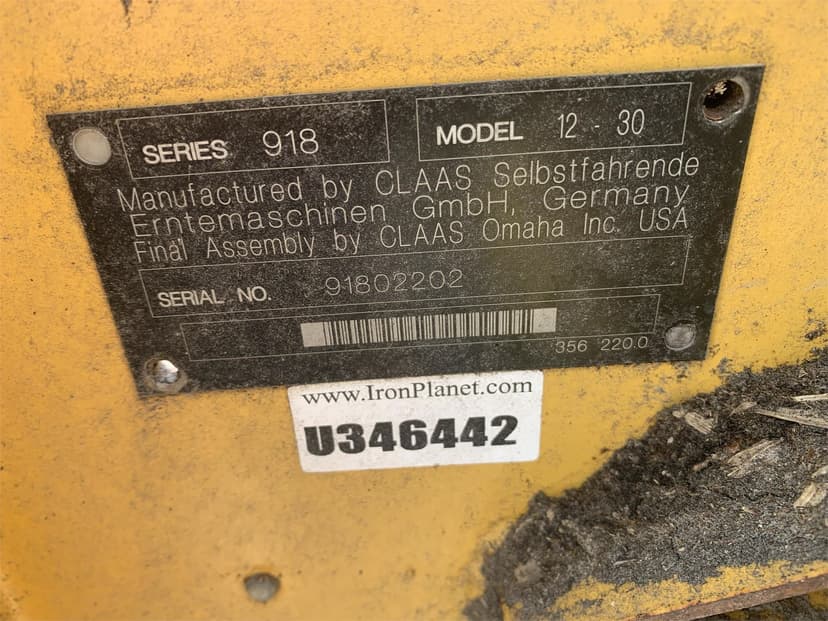 SERIES 918
MODEL 12 - 30
Manufactured by CLAAS Selbstfahrende
Erntemaschinen GmbH, Germany
Final Assembly by CLAAS Omaha Inc. USA
SERIAL NO. 91802202
356 220.0
www.IronPlanet.com
U346442